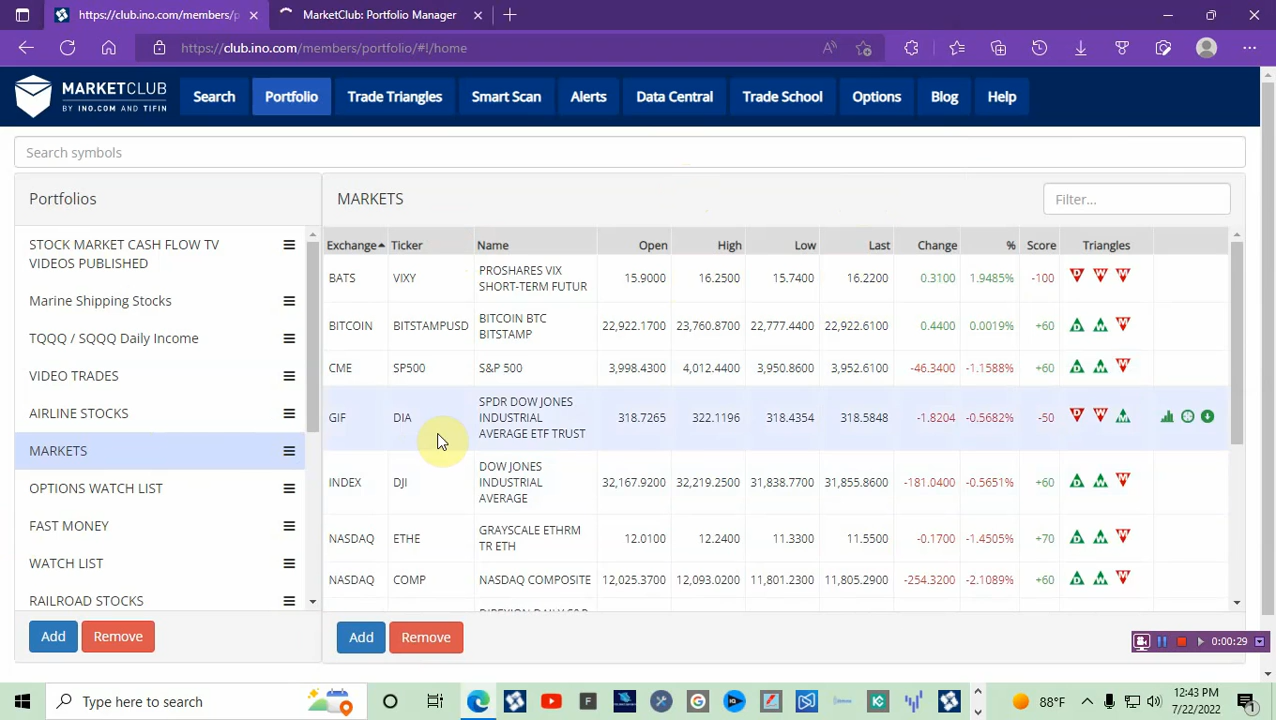 https://club.ino.com/members/p
MarketClub: Portfolio Manager
https://club.ino.com/members/portfolio/#!/home
MARKETCLUB
BY INO.COM AND TIFIN
Search Portfolio Trade Triangles Smart Scan Alerts Data Central Trade School Options Blog Help
Search symbols
Portfolios
STOCK MARKET CASH FLOW TV
VIDEOS PUBLISHED
Marine Shipping Stocks
TQQQ / SQQQ Daily Income
VIDEO TRADES
AIRLINE STOCKS
MARKETS
OPTIONS WATCH LIST
FAST MONEY
WATCH LIST
RAILROAD STOCKS
Add Remove
MARKETS
Filter...
Exchange Ticker Name Open High Low Last Change % Score Triangles
BATS VIXY PROSHARES VIX SHORT-TERM FUTUR 15.9000 16.2500 15.7400 16.2200 0.3100 1.9485% -100 D W M
BITCOIN BITSTAMPUSD BITCOIN BTC BITSTAMP 22,922.1700 23,760.8700 22,777.4400 22,922.6100 0.4400 0.0019% +60 D W M
CME SP500 S&P 500 3,998.4300 4,012.4400 3,950.8600 3,952.6100 -46.3400 -1.1588% +60 D W M
GIF DIA SPDR DOW JONES INDUSTRIAL AVERAGE ETF TRUST 318.7265 322.1196 318.4354 318.5848 -1.8204 -0.5682% -50 D W M
INDEX DJI DOW JONES INDUSTRIAL AVERAGE 32,167.9200 32,219.2500 31,838.7700 31,855.8600 -181.0400 -0.5651% +60 D W M
NASDAQ ETHE GRAYSCALE ETHRM TR ETH 12.0100 12.2400 11.3300 11.5500 -0.1700 -1.4505% +70 D W M
NASDAQ COMP NASDAQ COMPOSITE 12,025.3700 12,093.0200 11,801.2300 11,805.2900 -254.3200 -2.1089% +60 D W M
Add Remove
0:00:29
Type here to search
88°F
12:43 PM
7/22/2022